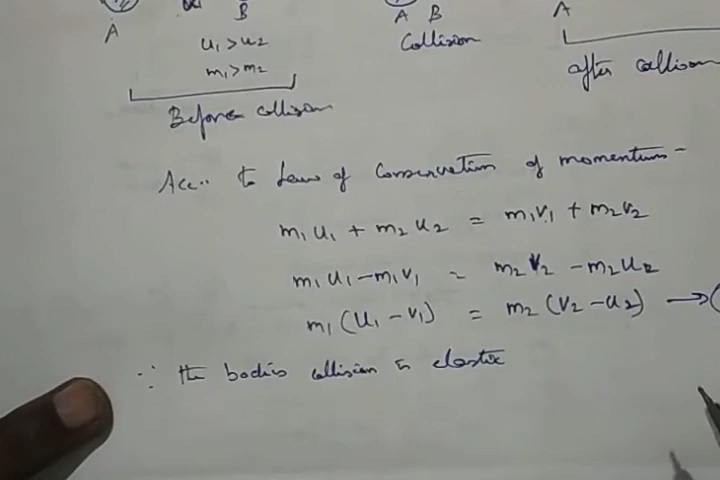 B A B A
A u₁ > u₂ Collision
m₁ > m₂ after collision
Before collision
Acc.. to Law of Conservation of momentum -
m₁u₁ + m₂u₂ = m₁v₁ + m₂v₂
m₁u₁ - m₁v₁ = m₂v₂ - m₂u₂
m₁(u₁ - v₁) = m₂(v₂ - u₂) → (
∵ the bodies collision is elastic